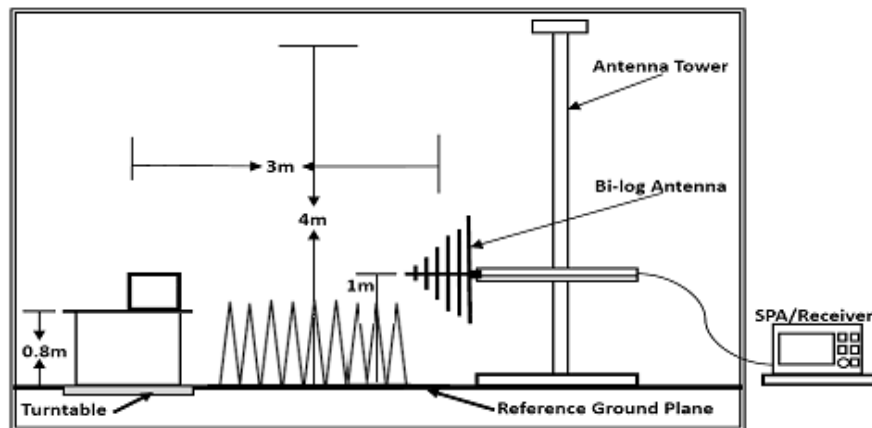 Antenna Tower
3m
Bi-log Antenna
4m
1m
SPA/Receiver
0.8m
Turntable
Reference Ground Plane